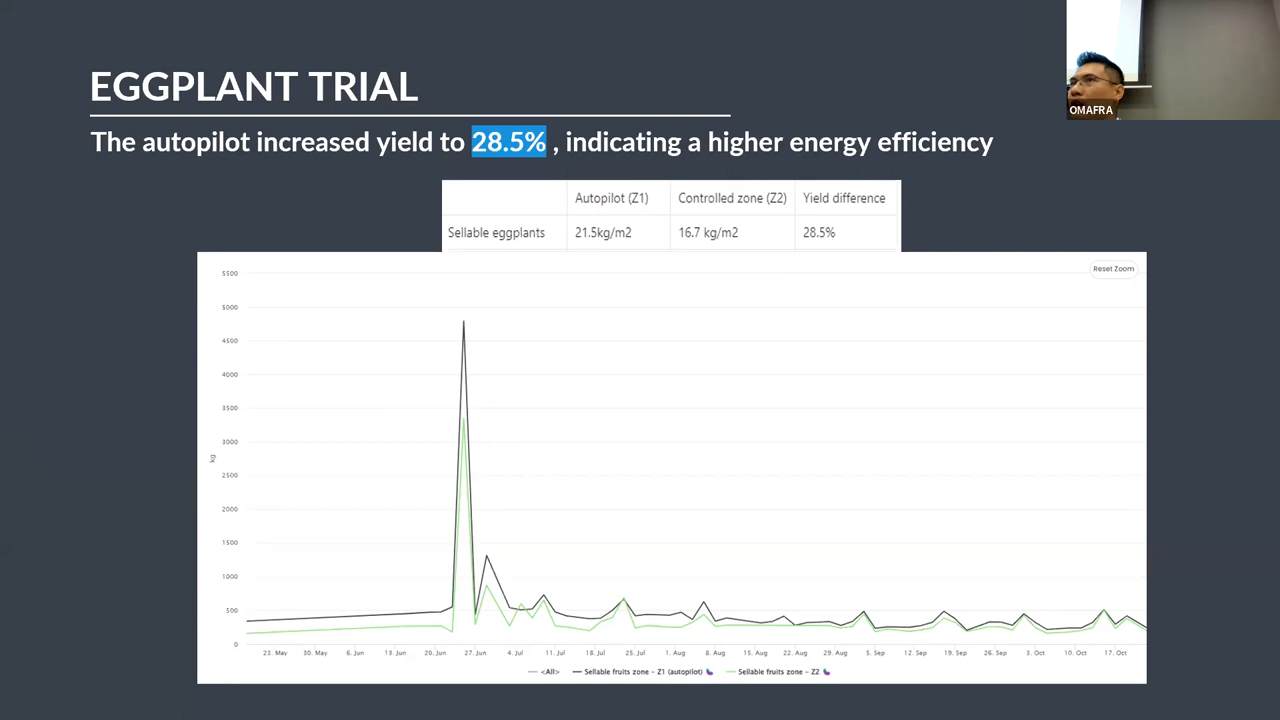 OMAFRA
EGGPLANT TRIAL
The autopilot increased yield to 28.5% , indicating a higher energy efficiency
Autopilot (Z1) Controlled zone (Z2) Yield difference
Sellable eggplants 21.5kg/m2 16.7 kg/m2 28.5%
Reset Zoom
5500
5000
4500
4000
3500
3000
kg
2500
2000
1500
1000
500
0
23. May 30. May 6. Jun 13. Jun 20. Jun 27. Jun 4. Jul 11. Jul 18. Jul 25. Jul 1. Aug 8. Aug 15. Aug 22. Aug 29. Aug 5. Sep 12. Sep 19. Sep 26. Sep 3. Oct 10. Oct 17. Oct
<All> Sellable fruits zone - Z1 (autopilot) Sellable fruits zone - Z2